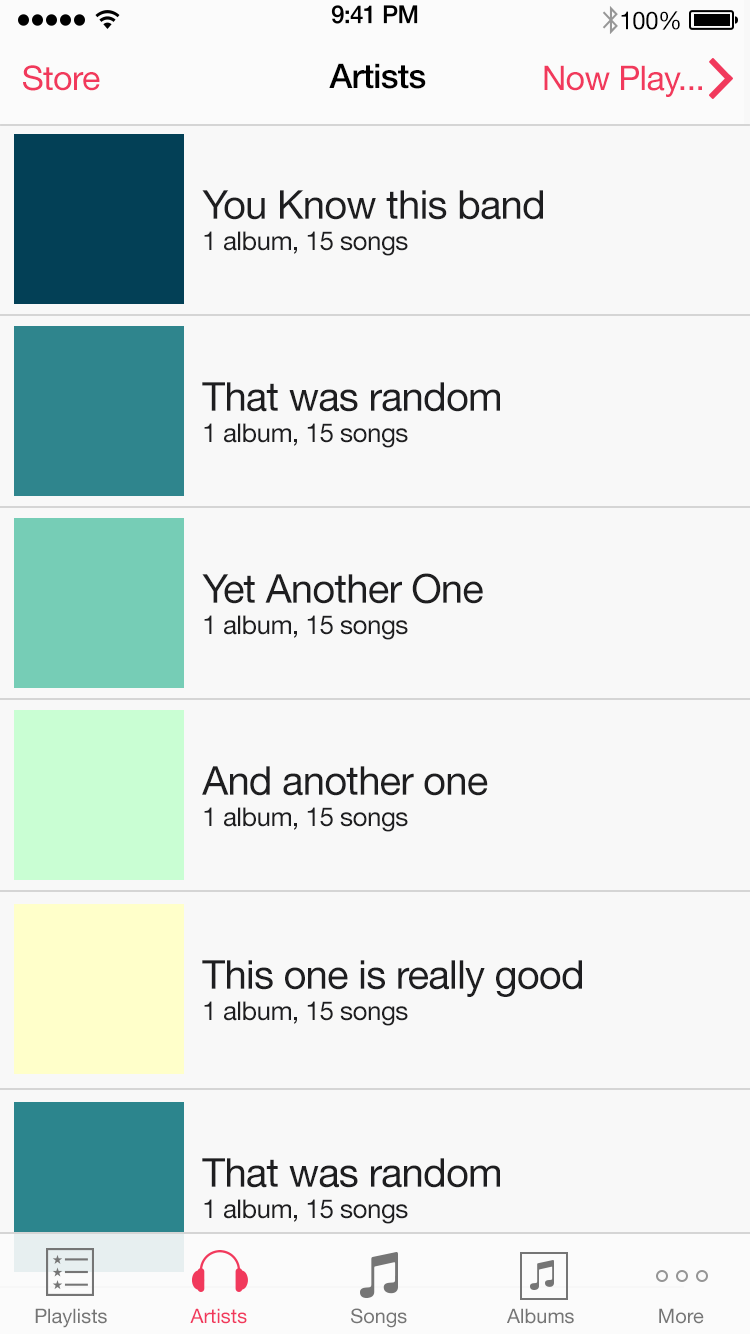 9:41 PM
100%
Store
Artists
Now Play...
You Know this band
1 album, 15 songs
That was random
1 album, 15 songs
Yet Another One
1 album, 15 songs
And another one
1 album, 15 songs
This one is really good
1 album, 15 songs
That was random
1 album, 15 songs
Playlists
Artists
Songs
Albums
More